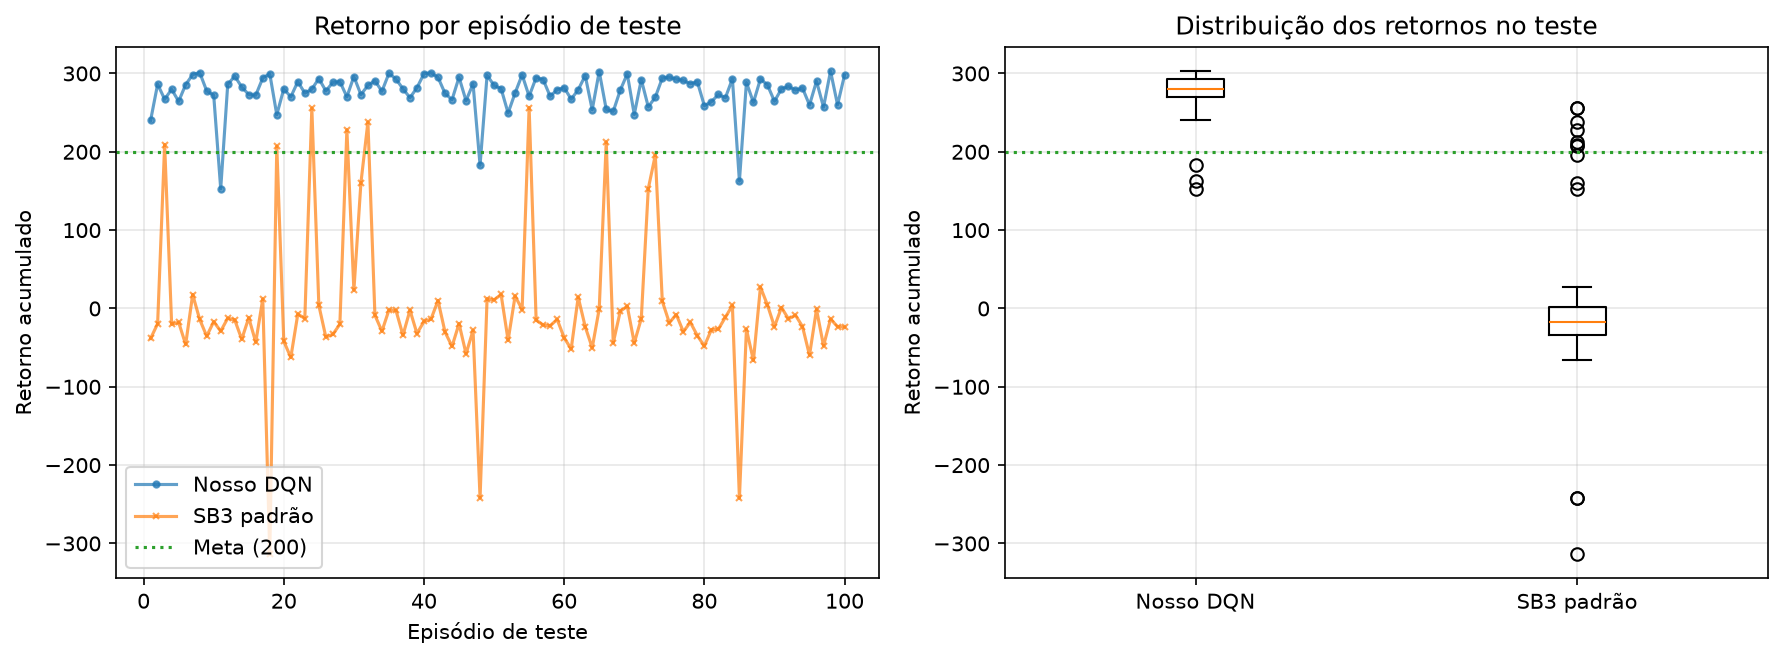 Retorno por episódio de teste
Retorno acumulado
300
200
100
0
−100
−200
−300
Nosso DQN
SB3 padrão
Meta (200)
0 20 40 60 80 100
Episódio de teste
Distribuição dos retornos no teste
Retorno acumulado
300
200
100
0
−100
−200
−300
Nosso DQN SB3 padrão